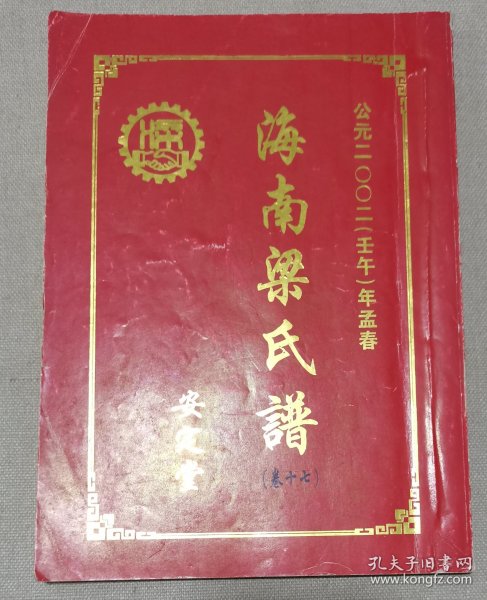 公元二〇〇二（壬午）年孟春
海南梁氏譜
（卷十七）
安定堂
孔夫子旧书网
www.kongfz.com